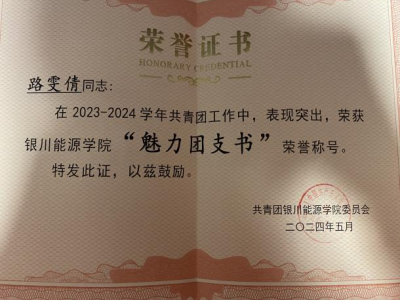 荣誉证书
HONORARY CREDENTIAL
路雯倩同志：
在2023-2024学年共青团工作中，表现突出，荣获
银川能源学院“魅力团支书”荣誉称号。
特发此证，以兹鼓励。
共青团银川能源学院委员会
二〇二四年五月